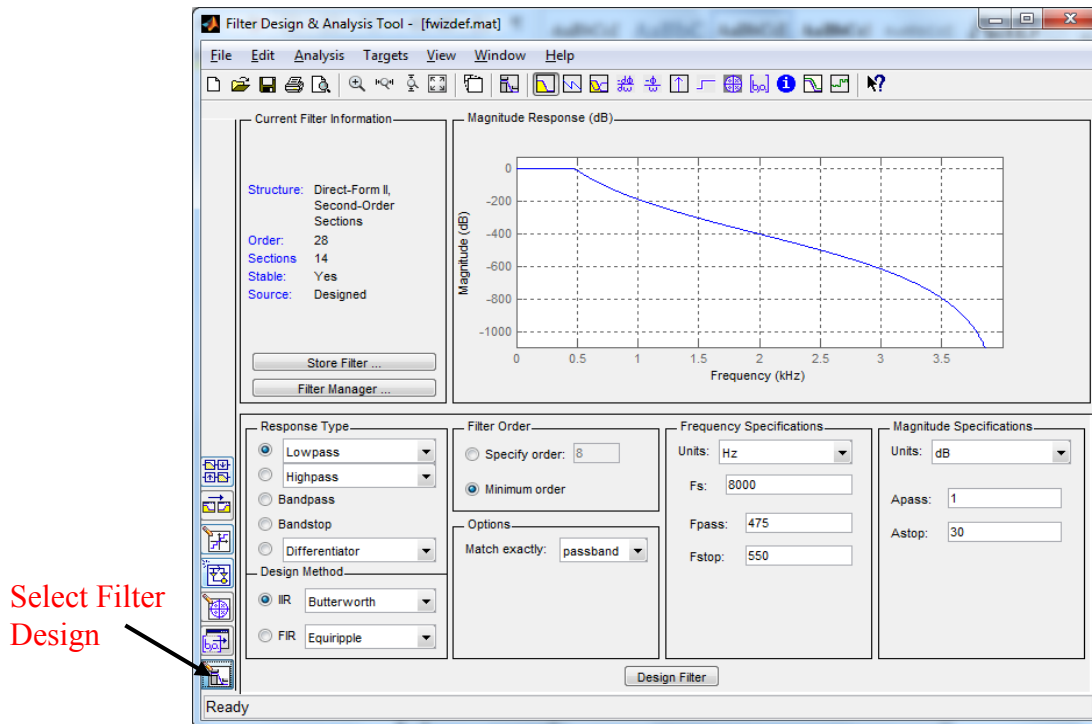 Filter Design & Analysis Tool - [fwizdef.mat]
File Edit Analysis Targets View Window Help
Current Filter Information
Structure: Direct-Form II,
Second-Order
Sections
Order: 28
Sections 14
Stable: Yes
Source: Designed
Store Filter ...
Filter Manager ...
Magnitude Response (dB)
Magnitude (dB)
0
-200
-400
-600
-800
-1000
0 0.5 1 1.5 2 2.5 3 3.5
Frequency (kHz)
Response Type
Lowpass
Highpass
Bandpass
Bandstop
Differentiator
Design Method
IIR Butterworth
FIR Equiripple
Filter Order
Specify order: 8
Minimum order
Options
Match exactly: passband
Frequency Specifications
Units: Hz
Fs: 8000
Fpass: 475
Fstop: 550
Magnitude Specifications
Units: dB
Apass: 1
Astop: 30
Design Filter
Ready
Select Filter
Design